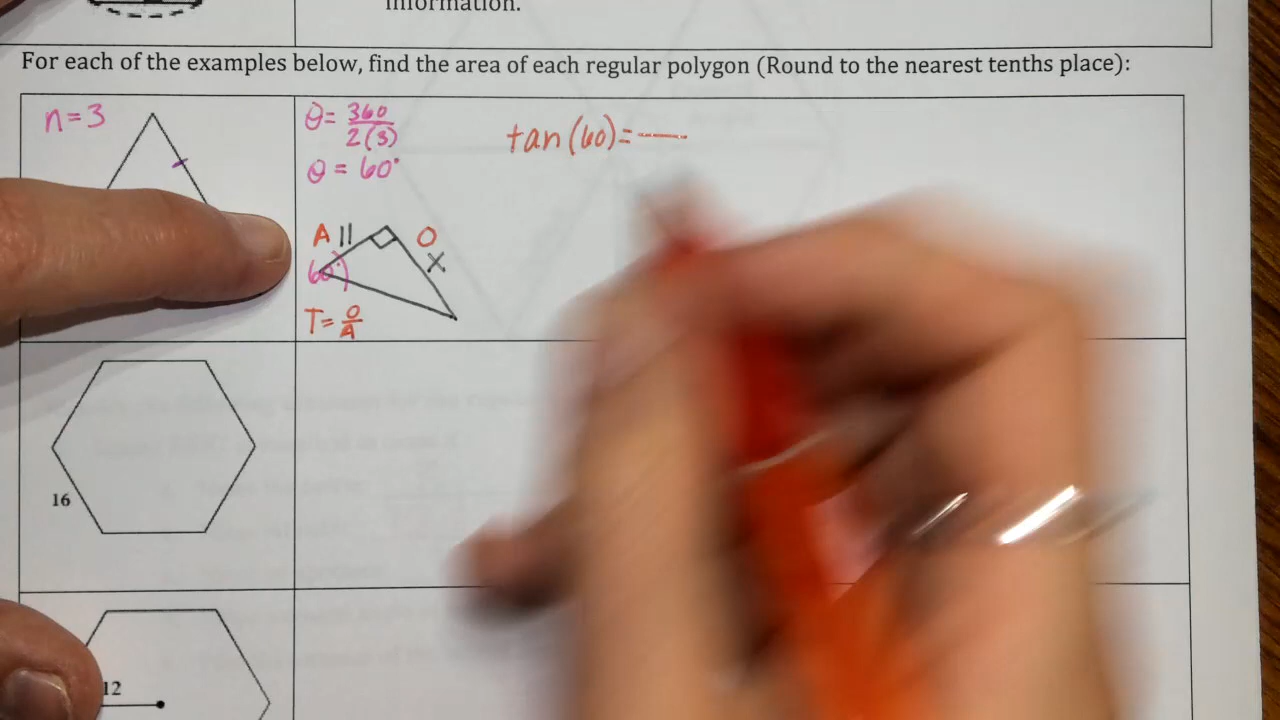 information.
For each of the examples below, find the area of each regular polygon (Round to the nearest tenths place):
n=3
θ= 360
2(3)
θ = 60°
tan(60)=
A 11 O
60° X
T= O
A
16
12